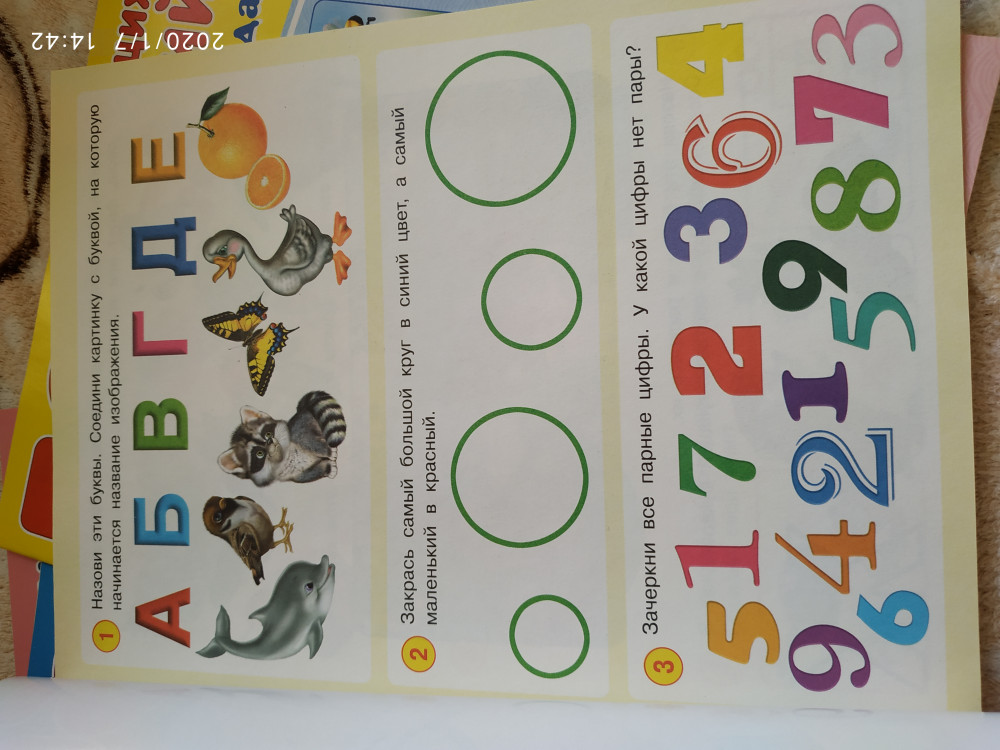 2020/1/7 14:42
1 Назови эти буквы. Соедини картинку с буквой, на которую
начинается название изображения.
А Б В Г Д Е
2 Закрась самый большой круг в синий цвет, а самый
маленький в красный.
3 Зачеркни все парные цифры. У какой цифры нет пары?
5 1 7 2 3 6 4
9 6 4 2 1 5 9 8 7 3